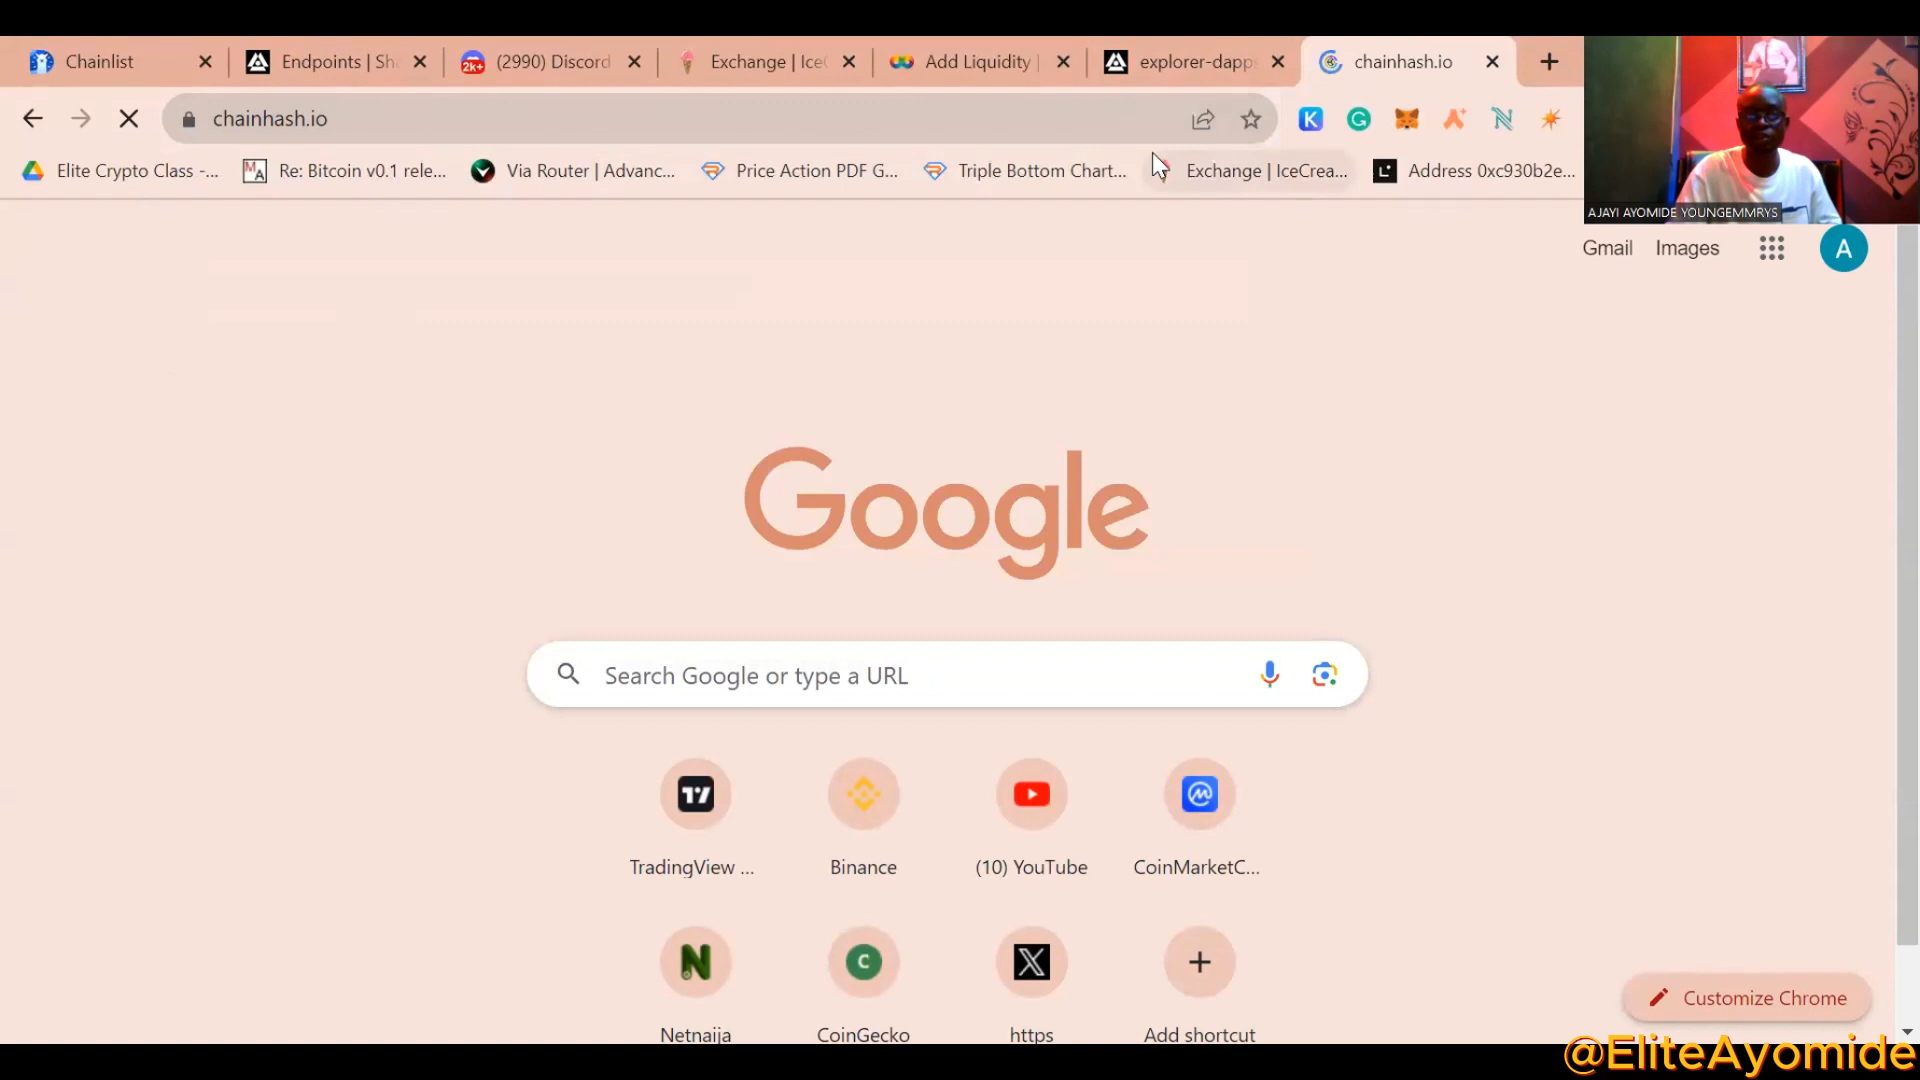 Chainlist
Endpoints | Sh
(2990) Discord
Exchange | Ice
Add Liquidity |
explorer-dapps
chainhash.io
chainhash.io
Elite Crypto Class -...
MA
Re: Bitcoin v0.1 rele...
Via Router | Advanc...
Price Action PDF G...
Triple Bottom Chart...
Exchange | IceCrea...
Address 0xc930b2e...
AJAYI AYOMIDE YOUNGEMMRYS
Gmail
Images
A
Google
Search Google or type a URL
TradingView ...
Binance
(10) YouTube
CoinMarketC...
Netnaija
CoinGecko
https
Add shortcut
Customize Chrome
@EliteAyomide